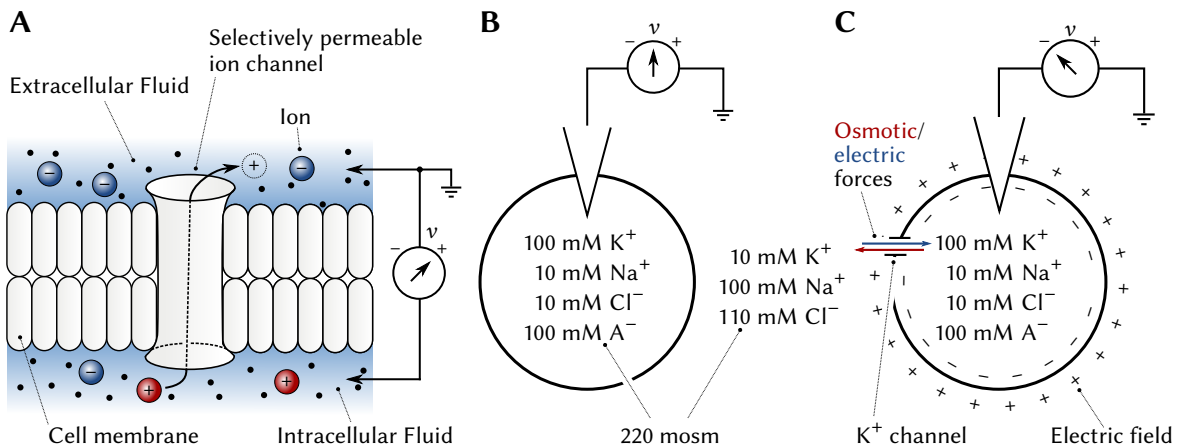 A
Selectively permeable
ion channel
Extracellular Fluid
Ion
+
−
−
−
− +
v
−
+
+
Cell membrane
Intracellular Fluid
B
v
− +
100 mM K⁺
10 mM Na⁺
10 mM Cl⁻
100 mM A⁻
10 mM K⁺
100 mM Na⁺
110 mM Cl⁻
220 mosm
C
v
− +
Osmotic/
electric
forces
100 mM K⁺
10 mM Na⁺
10 mM Cl⁻
100 mM A⁻
K⁺ channel
Electric field